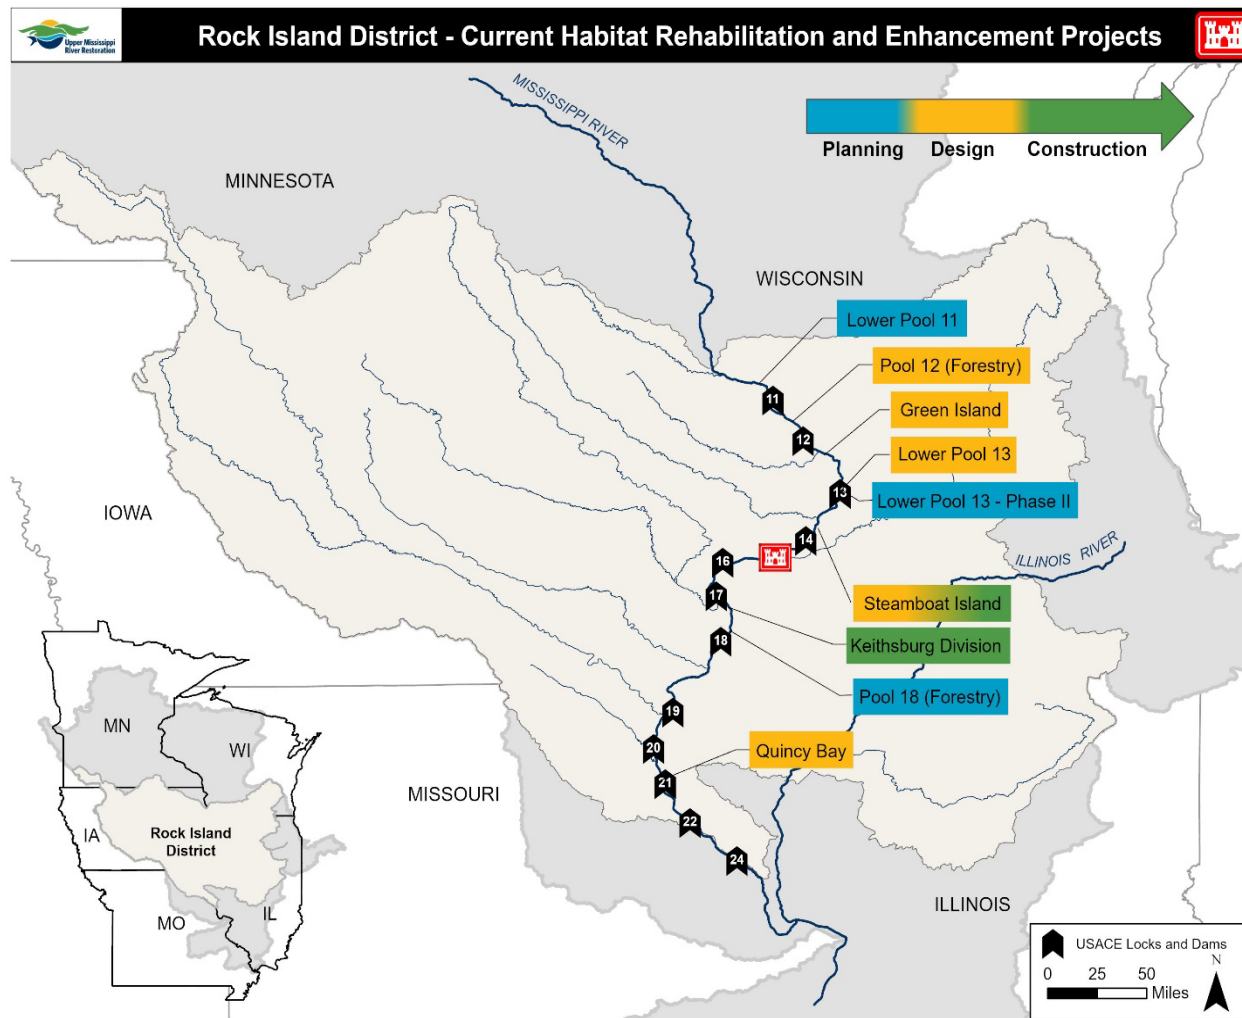 Upper Mississippi
River Restoration
Rock Island District - Current Habitat Rehabilitation and Enhancement Projects
MISSISSIPPI RIVER
Planning
Design
Construction
MINNESOTA
WISCONSIN
Lower Pool 11
Pool 12 (Forestry)
11
Green Island
12
Lower Pool 13
13
Lower Pool 13 - Phase II
IOWA
14
16
ILLINOIS RIVER
17
Steamboat Island
18
Keithsburg Division
Pool 18 (Forestry)
19
20
Quincy Bay
21
MISSOURI
22
24
ILLINOIS
MN
WI
IA
Rock Island
District
MO
IL
USACE Locks and Dams
N
0 25 50
Miles